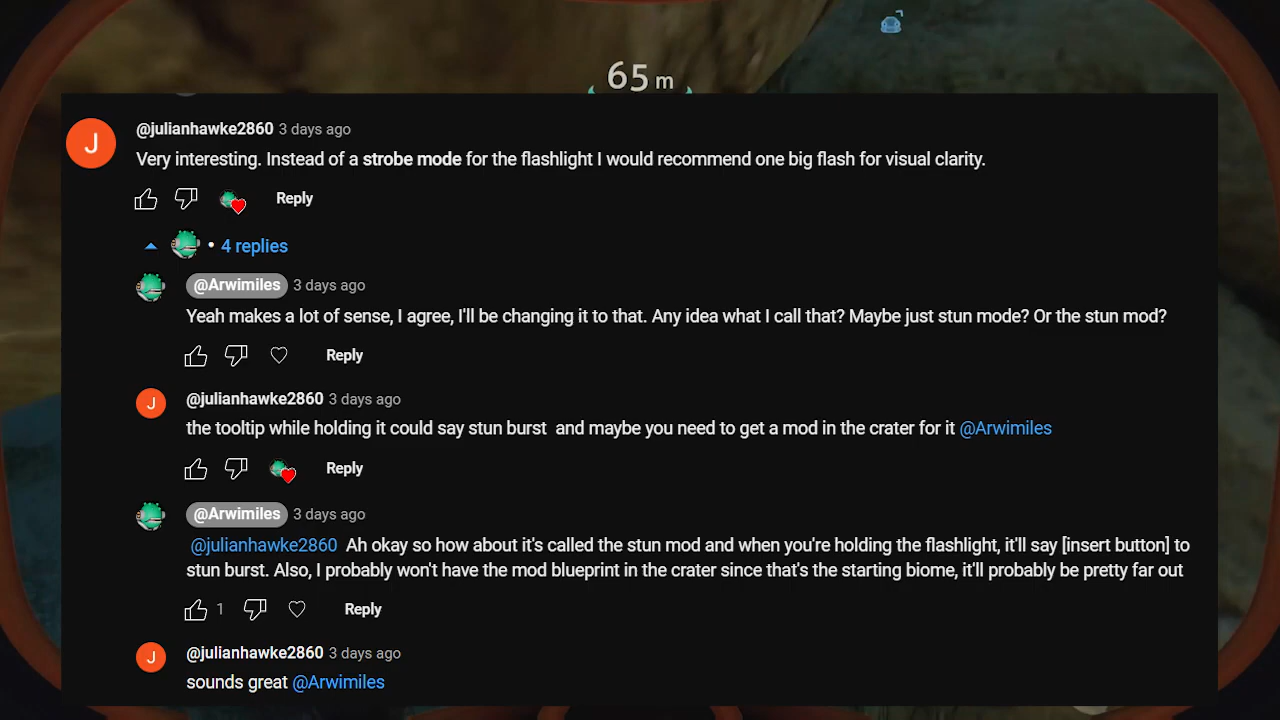 65 m
J
@julianhawke2860 3 days ago
Very interesting. Instead of a strobe mode for the flashlight I would recommend one big flash for visual clarity.
Reply
• 4 replies
@Arwimiles 3 days ago
Yeah makes a lot of sense, I agree, I'll be changing it to that. Any idea what I call that? Maybe just stun mode? Or the stun mod?
Reply
J
@julianhawke2860 3 days ago
the tooltip while holding it could say stun burst  and maybe you need to get a mod in the crater for it @Arwimiles
Reply
@Arwimiles 3 days ago
@julianhawke2860 Ah okay so how about it's called the stun mod and when you're holding the flashlight, it'll say [insert button] to
stun burst. Also, I probably won't have the mod blueprint in the crater since that's the starting biome, it'll probably be pretty far out
1 Reply
J
@julianhawke2860 3 days ago
sounds great @Arwimiles